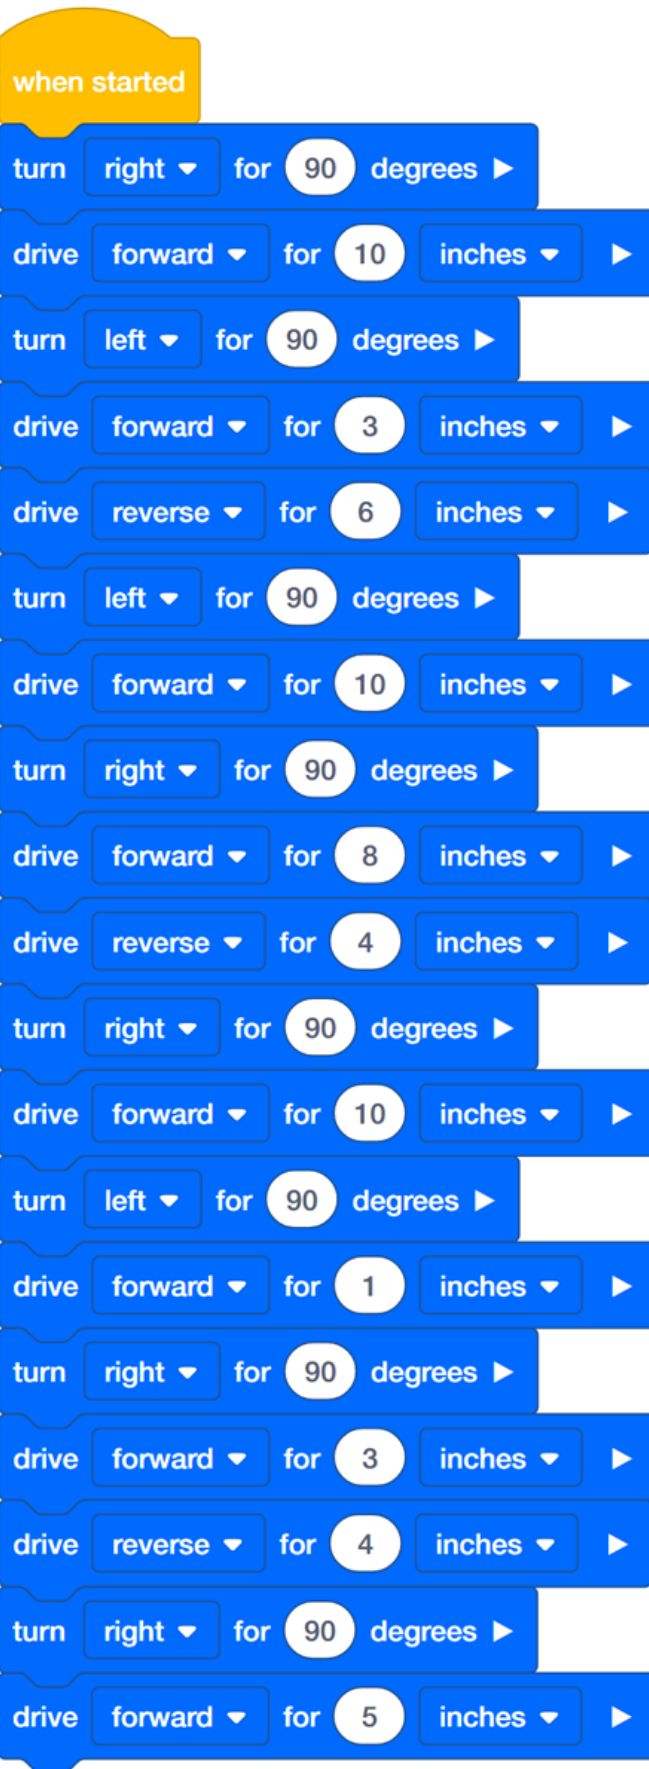 when started
turn right for 90 degrees
drive forward for 10 inches
turn left for 90 degrees
drive forward for 3 inches
drive reverse for 6 inches
turn left for 90 degrees
drive forward for 10 inches
turn right for 90 degrees
drive forward for 8 inches
drive reverse for 4 inches
turn right for 90 degrees
drive forward for 10 inches
turn left for 90 degrees
drive forward for 1 inches
turn right for 90 degrees
drive forward for 3 inches
drive reverse for 4 inches
turn right for 90 degrees
drive forward for 5 inches